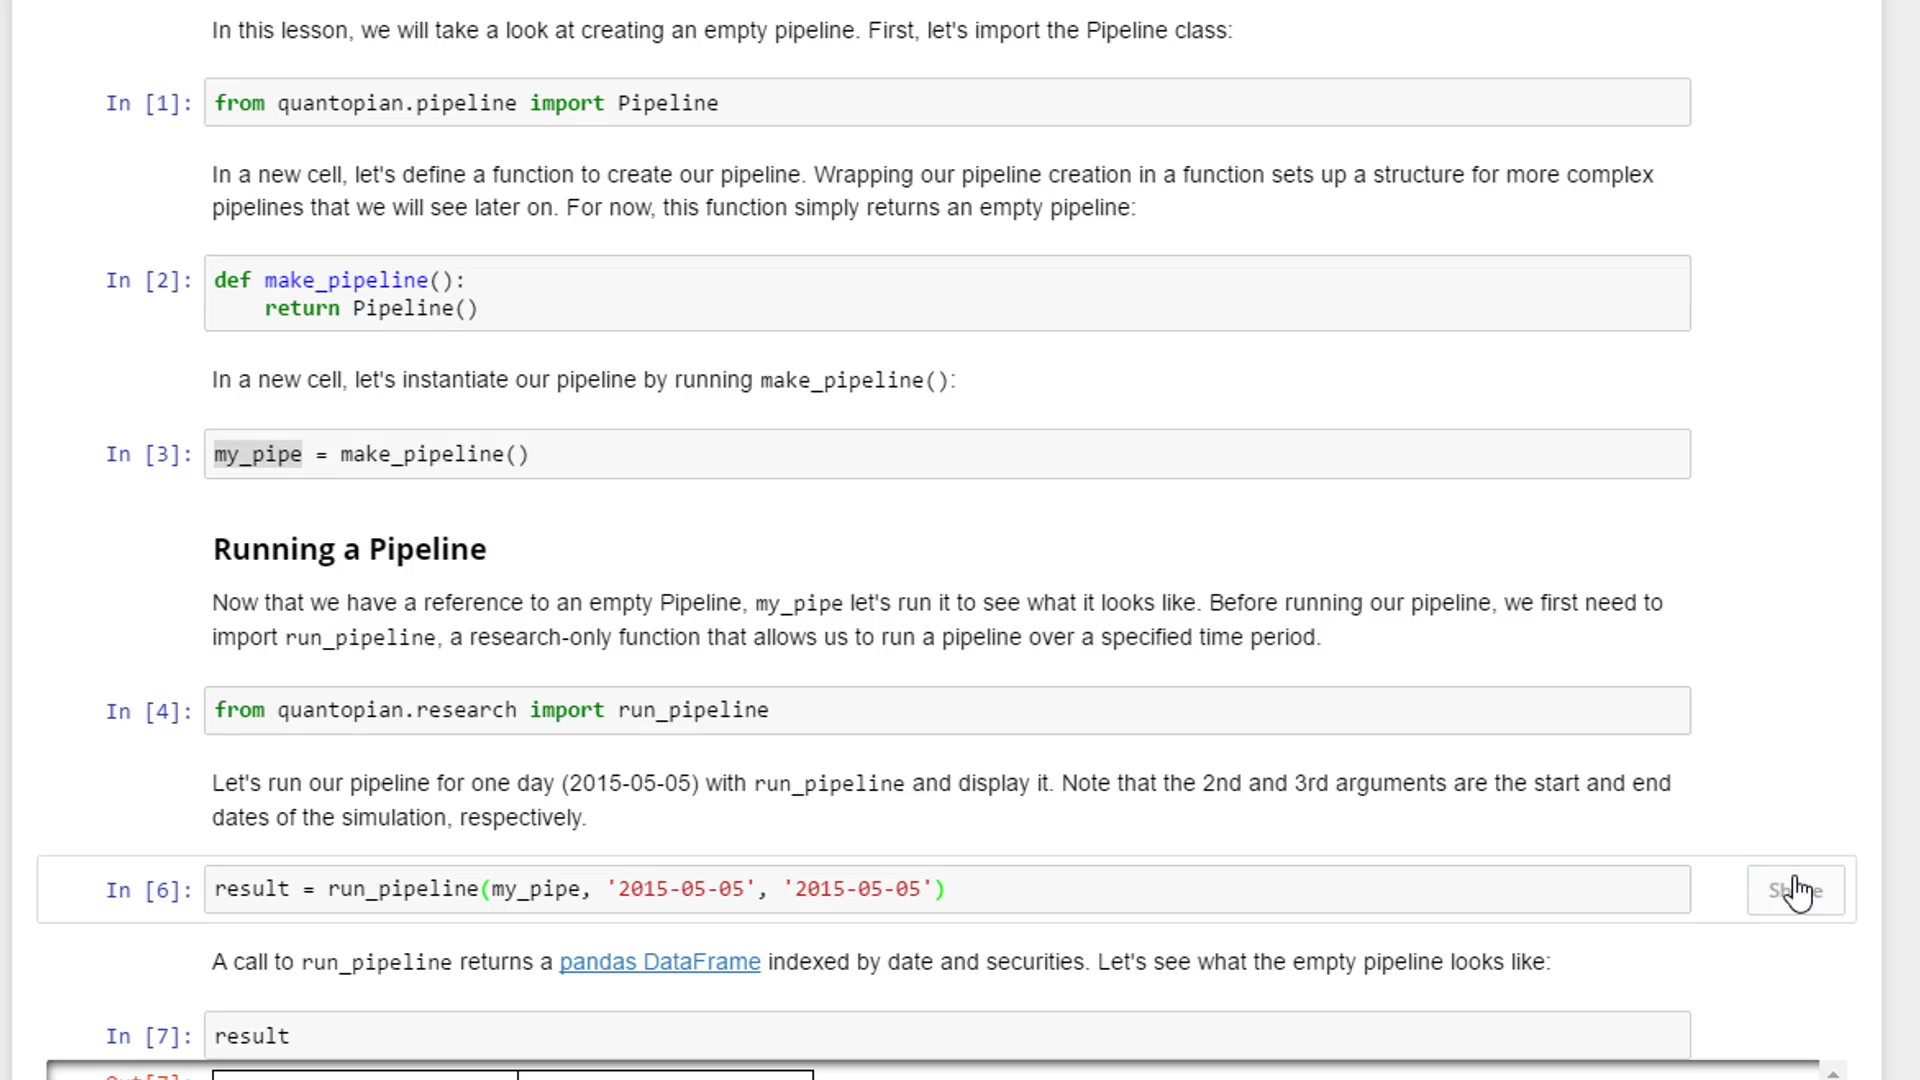 In this lesson, we will take a look at creating an empty pipeline. First, let's import the Pipeline class:
In [1]: from quantopian.pipeline import Pipeline
In a new cell, let's define a function to create our pipeline. Wrapping our pipeline creation in a function sets up a structure for more complex
pipelines that we will see later on. For now, this function simply returns an empty pipeline:
In [2]: def make_pipeline():
return Pipeline()
In a new cell, let's instantiate our pipeline by running make_pipeline():
In [3]: my_pipe = make_pipeline()
Running a Pipeline
Now that we have a reference to an empty Pipeline, my_pipe let's run it to see what it looks like. Before running our pipeline, we first need to
import run_pipeline, a research-only function that allows us to run a pipeline over a specified time period.
In [4]: from quantopian.research import run_pipeline
Let's run our pipeline for one day (2015-05-05) with run_pipeline and display it. Note that the 2nd and 3rd arguments are the start and end
dates of the simulation, respectively.
In [6]: result = run_pipeline(my_pipe, '2015-05-05', '2015-05-05')
A call to run_pipeline returns a pandas DataFrame indexed by date and securities. Let's see what the empty pipeline looks like:
In [7]: result